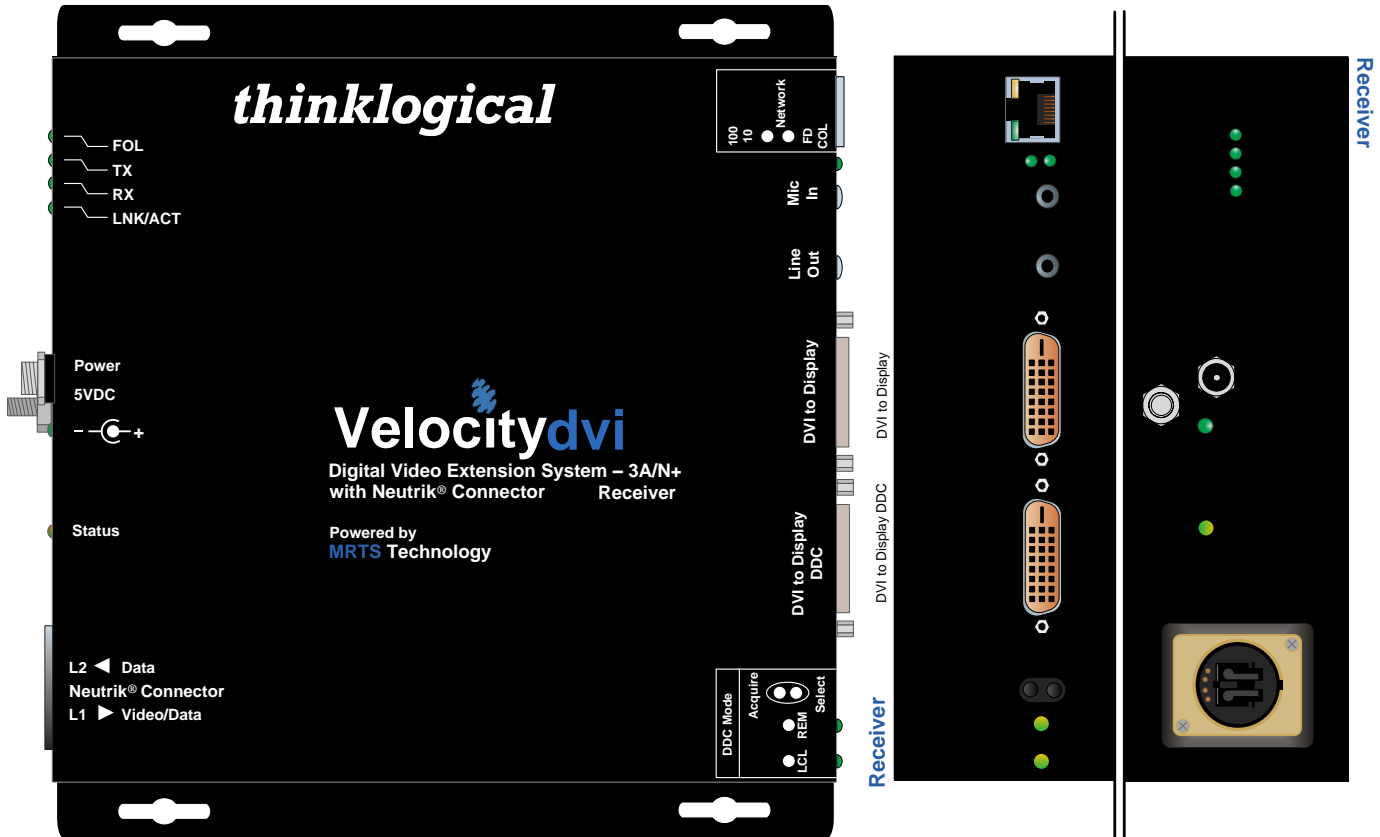 thinklogical
FOL
TX
RX
LNK/ACT
Power
5VDC
- +
Status
L2 ◀ Data
Neutrik® Connector
L1 ▶ Video/Data
Velocitydvi
Digital Video Extension System – 3A/N+
with Neutrik® Connector Receiver
Powered by
MRTS Technology
100
10
Network
FD
COL
Mic
In
Line
Out
DVI to Display
DVI to Display
DDC
DDC Mode
Acquire
Select
LCL
REM
DVI to Display
DVI to Display DDC
Receiver
Receiver